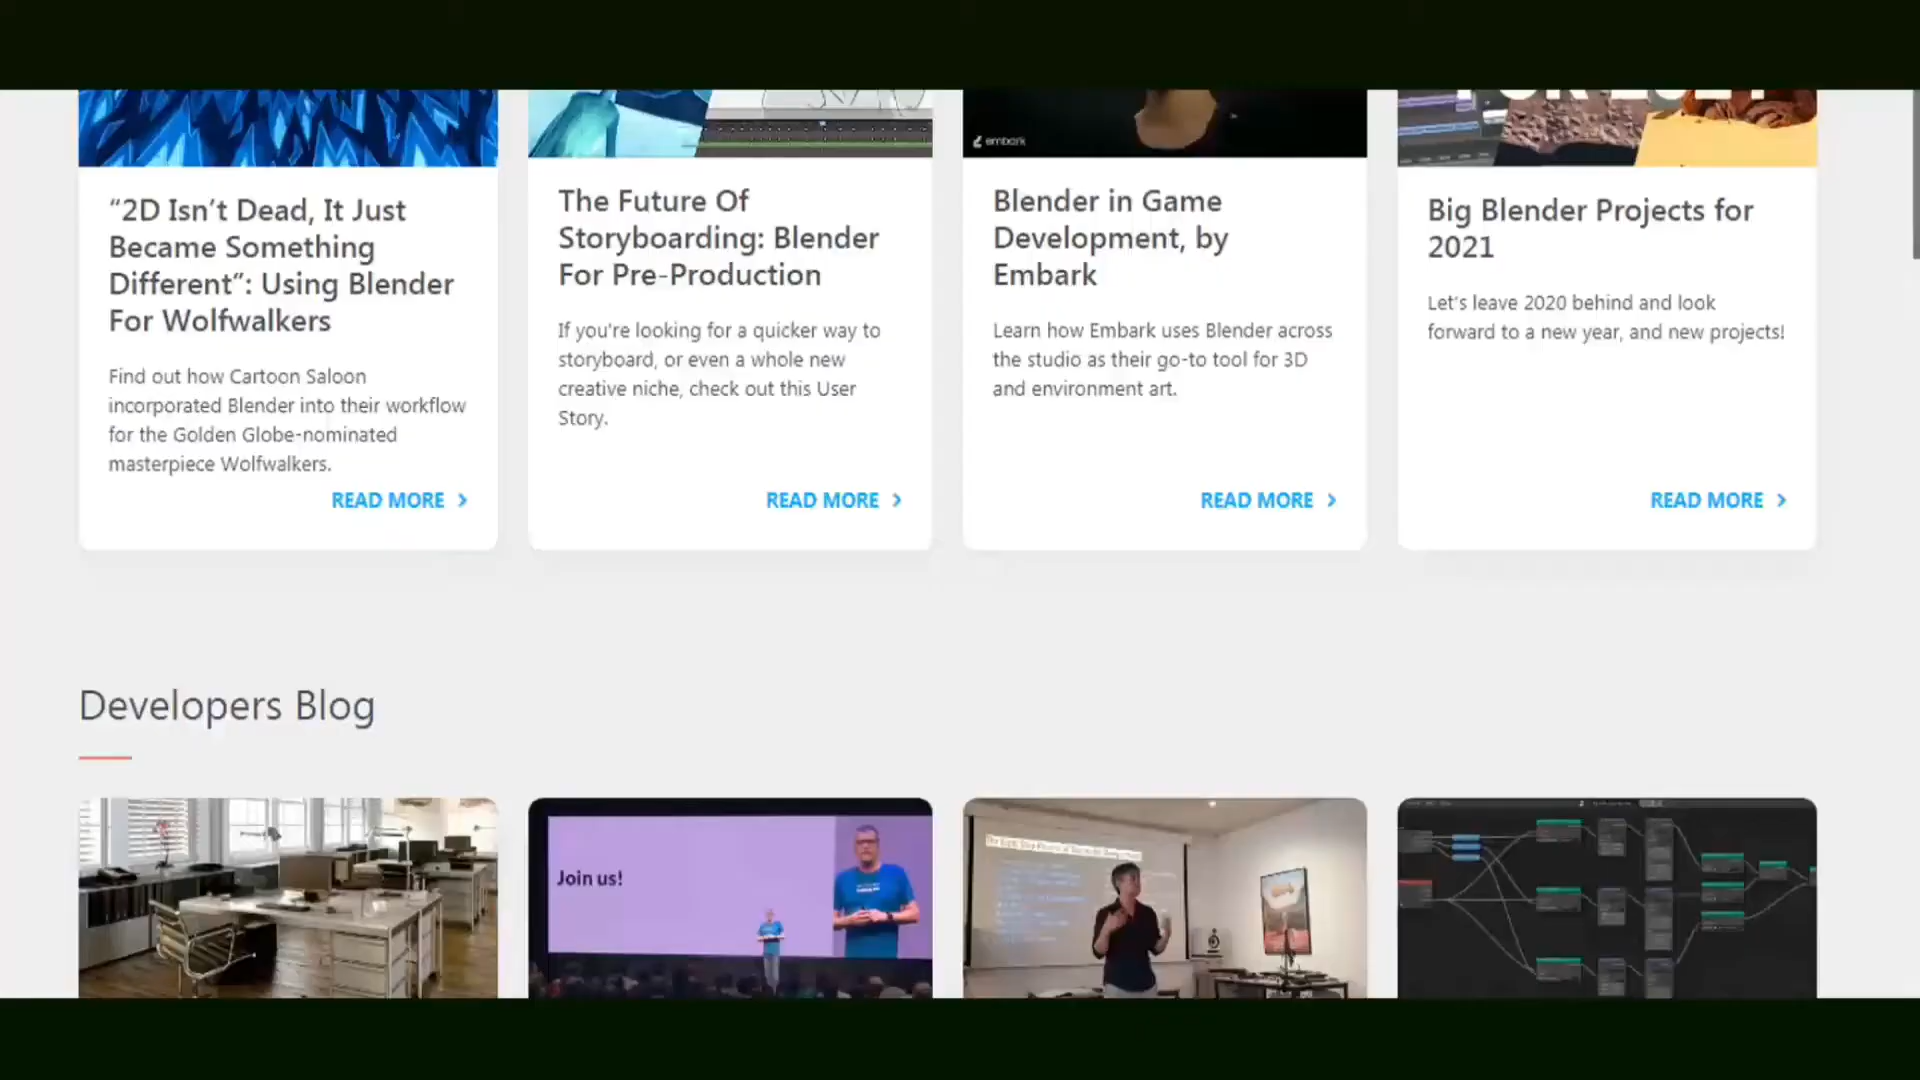 embark
“2D Isn’t Dead, It Just
Became Something
Different”: Using Blender
For Wolfwalkers
Find out how Cartoon Saloon
incorporated Blender into their workflow
for the Golden Globe-nominated
masterpiece Wolfwalkers.
READ MORE
The Future Of
Storyboarding: Blender
For Pre-Production
If you're looking for a quicker way to
storyboard, or even a whole new
creative niche, check out this User
Story.
READ MORE
Blender in Game
Development, by
Embark
Learn how Embark uses Blender across
the studio as their go-to tool for 3D
and environment art.
READ MORE
Big Blender Projects for
2021
Let's leave 2020 behind and look
forward to a new year, and new projects!
READ MORE
Developers Blog
Join us!